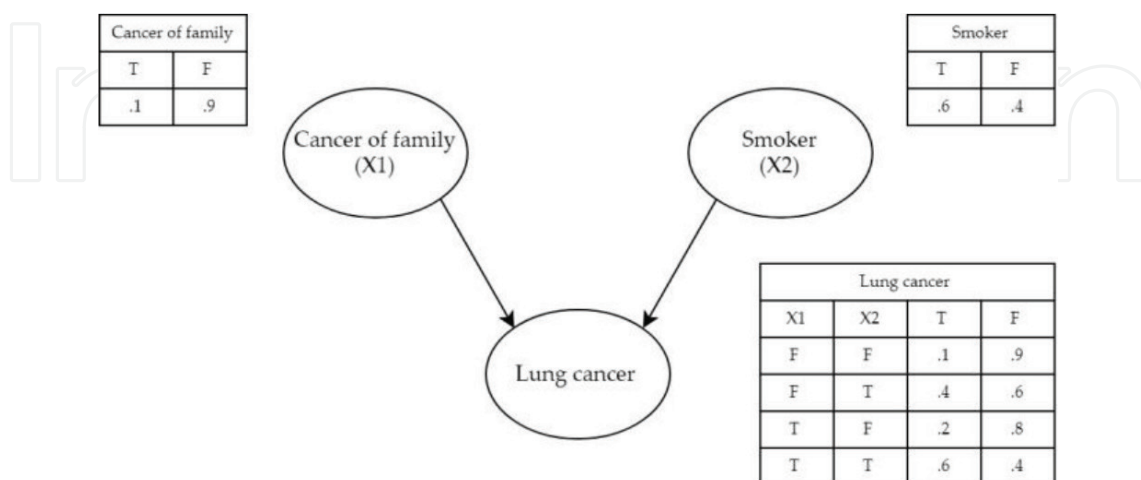 Cancer of family
T F
.1 .9
Smoker
T F
.6 .4
Cancer of family
(X1)
Smoker
(X2)
Lung cancer
Lung cancer
X1 X2 T F
F F .1 .9
F T .4 .6
T F .2 .8
T T .6 .4